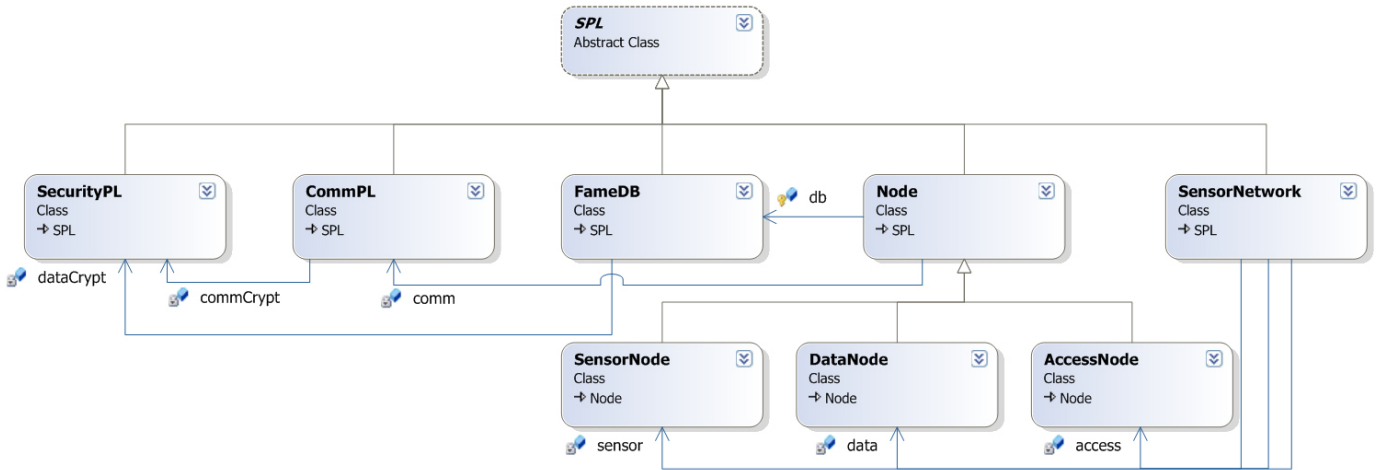 SPL
Abstract Class
SecurityPL
Class
SPL
CommPL
Class
SPL
FameDB
Class
SPL
db
Node
Class
SPL
SensorNetwork
Class
SPL
dataCrypt
commCrypt
comm
SensorNode
Class
Node
DataNode
Class
Node
AccessNode
Class
Node
sensor
data
access